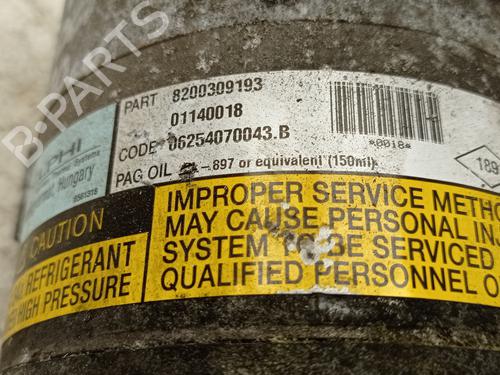 B-Parts
PART 8200309193
01140018
CODE 06254070043.B
PAG OIL -.897 or equivalent (150ml)
*0018*
189
Hungary
CAUTION
REFRIGERANT
HIGH PRESSURE
IMPROPER SERVICE METHO
MAY CAUSE PERSONAL IN
SYSTEM TO BE SERVICED
QUALIFIED PERSONNEL O